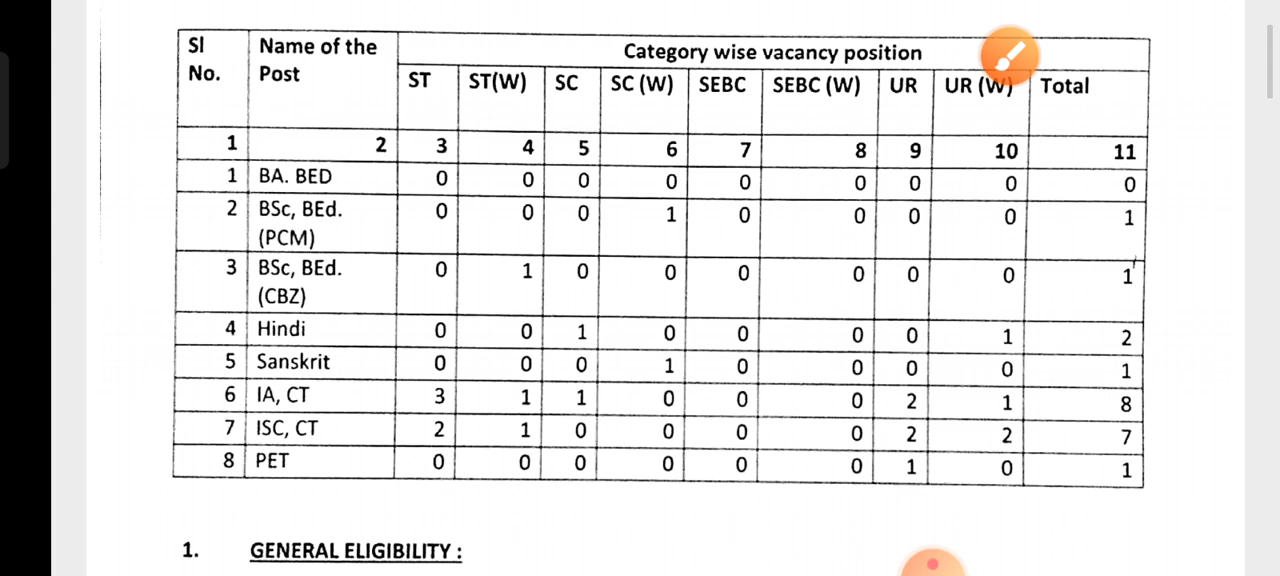 Sl No. Name of the Post Category wise vacancy position
ST ST(W) SC SC (W) SEBC SEBC (W) UR UR (W) Total
1 2 3 4 5 6 7 8 9 10 11
1 BA. BED 0 0 0 0 0 0 0 0 0
2 BSc, BEd. (PCM) 0 0 0 1 0 0 0 0 1
3 BSc, BEd. (CBZ) 0 1 0 0 0 0 0 0 1
4 Hindi 0 0 1 0 0 0 0 1 2
5 Sanskrit 0 0 0 1 0 0 0 0 1
6 IA, CT 3 1 1 0 0 0 2 1 8
7 ISC, CT 2 1 0 0 0 0 2 2 7
8 PET 0 0 0 0 0 0 1 0 1
1. GENERAL ELIGIBILITY :